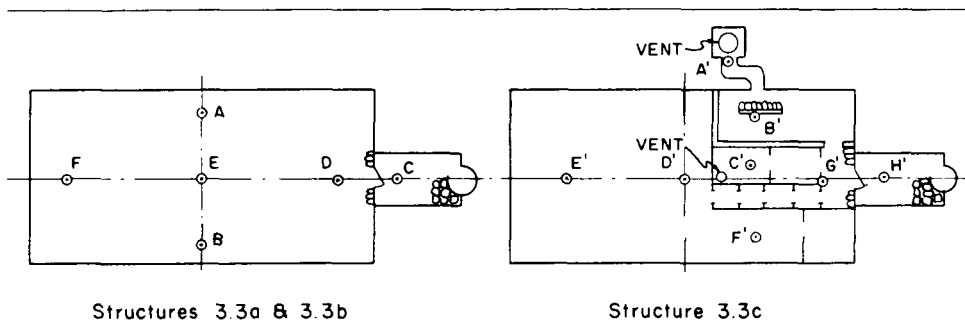 VENT
A'
A
B'
VENT
F
E
D
C
E'
D'
C'
G'
H'
B
F'
Structures 3.3a & 3.3b
Structure 3.3c